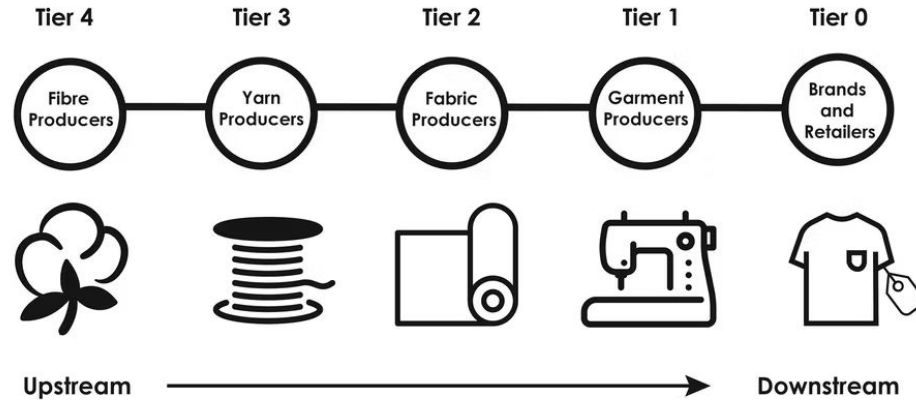 Tier 4
Tier 3
Tier 2
Tier 1
Tier 0
Fibre
Producers
Yarn
Producers
Fabric
Producers
Garment
Producers
Brands
and
Retailers
Upstream
Downstream